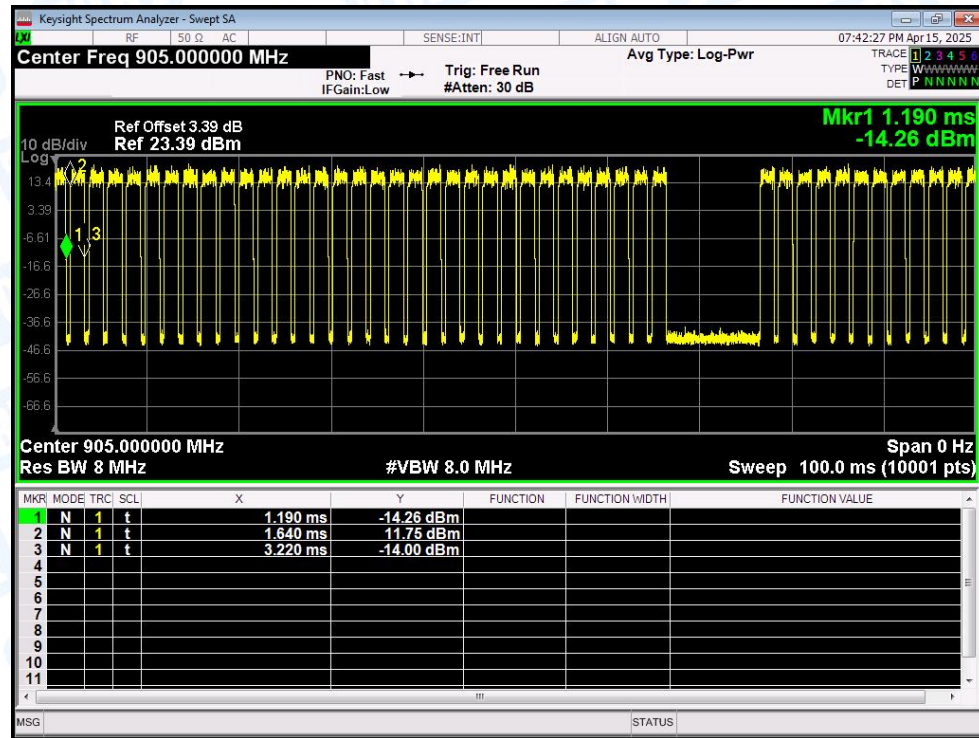 Keysight Spectrum Analyzer - Swept SA
LXI RF 50 Ω AC SENSE:INT ALIGN AUTO 07:42:27 PM Apr 15, 2025
Center Freq 905.000000 MHz Avg Type: Log-Pwr TRACE 1 2 3 4 5 6
PNO: Fast Trig: Free Run TYPE WWWWWW
IFGain:Low #Atten: 30 dB DET P N N N N N
Mkr1 1.190 ms
Ref Offset 3.39 dB
10 dB/div Ref 23.39 dBm -14.26 dBm
Log
2
13.4
3.39
-6.61 1 3
-16.6
-26.6
-36.6
-46.6
-56.6
-66.6
Center 905.000000 MHz Span 0 Hz
Res BW 8 MHz #VBW 8.0 MHz Sweep 100.0 ms (10001 pts)
MKR MODE TRC SCL X Y FUNCTION FUNCTION WIDTH FUNCTION VALUE
1 N 1 t 1.190 ms -14.26 dBm
2 N 1 t 1.640 ms 11.75 dBm
3 N 1 t 3.220 ms -14.00 dBm
4
5
6
7
8
9
10
11
MSG STATUS